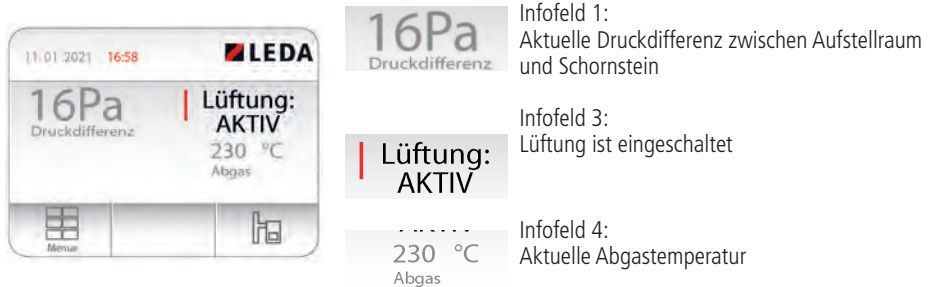 11.01.2021 16:58 LEDA
16Pa
Druckdifferenz
Lüftung:
AKTIV
230 °C
Abgas
Menue
16Pa
Druckdifferenz
Infofeld 1:
Aktuelle Druckdifferenz zwischen Aufstellraum
und Schornstein
Lüftung:
AKTIV
Infofeld 3:
Lüftung ist eingeschaltet
230 °C
Abgas
Infofeld 4:
Aktuelle Abgastemperatur